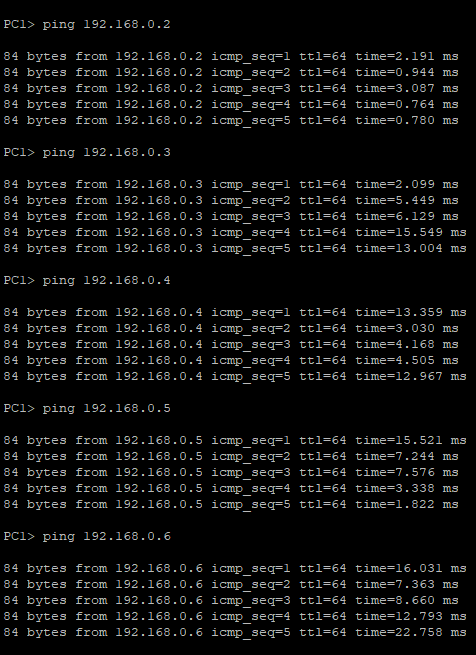 PC1> ping 192.168.0.2
84 bytes from 192.168.0.2 icmp_seq=1 ttl=64 time=2.191 ms
84 bytes from 192.168.0.2 icmp_seq=2 ttl=64 time=0.944 ms
84 bytes from 192.168.0.2 icmp_seq=3 ttl=64 time=3.087 ms
84 bytes from 192.168.0.2 icmp_seq=4 ttl=64 time=0.764 ms
84 bytes from 192.168.0.2 icmp_seq=5 ttl=64 time=0.780 ms
PC1> ping 192.168.0.3
84 bytes from 192.168.0.3 icmp_seq=1 ttl=64 time=2.099 ms
84 bytes from 192.168.0.3 icmp_seq=2 ttl=64 time=5.449 ms
84 bytes from 192.168.0.3 icmp_seq=3 ttl=64 time=6.129 ms
84 bytes from 192.168.0.3 icmp_seq=4 ttl=64 time=15.549 ms
84 bytes from 192.168.0.3 icmp_seq=5 ttl=64 time=13.004 ms
PC1> ping 192.168.0.4
84 bytes from 192.168.0.4 icmp_seq=1 ttl=64 time=13.359 ms
84 bytes from 192.168.0.4 icmp_seq=2 ttl=64 time=3.030 ms
84 bytes from 192.168.0.4 icmp_seq=3 ttl=64 time=4.168 ms
84 bytes from 192.168.0.4 icmp_seq=4 ttl=64 time=4.505 ms
84 bytes from 192.168.0.4 icmp_seq=5 ttl=64 time=12.967 ms
PC1> ping 192.168.0.5
84 bytes from 192.168.0.5 icmp_seq=1 ttl=64 time=15.521 ms
84 bytes from 192.168.0.5 icmp_seq=2 ttl=64 time=7.244 ms
84 bytes from 192.168.0.5 icmp_seq=3 ttl=64 time=7.576 ms
84 bytes from 192.168.0.5 icmp_seq=4 ttl=64 time=3.338 ms
84 bytes from 192.168.0.5 icmp_seq=5 ttl=64 time=1.822 ms
PC1> ping 192.168.0.6
84 bytes from 192.168.0.6 icmp_seq=1 ttl=64 time=16.031 ms
84 bytes from 192.168.0.6 icmp_seq=2 ttl=64 time=7.363 ms
84 bytes from 192.168.0.6 icmp_seq=3 ttl=64 time=8.660 ms
84 bytes from 192.168.0.6 icmp_seq=4 ttl=64 time=12.793 ms
84 bytes from 192.168.0.6 icmp_seq=5 ttl=64 time=22.758 ms